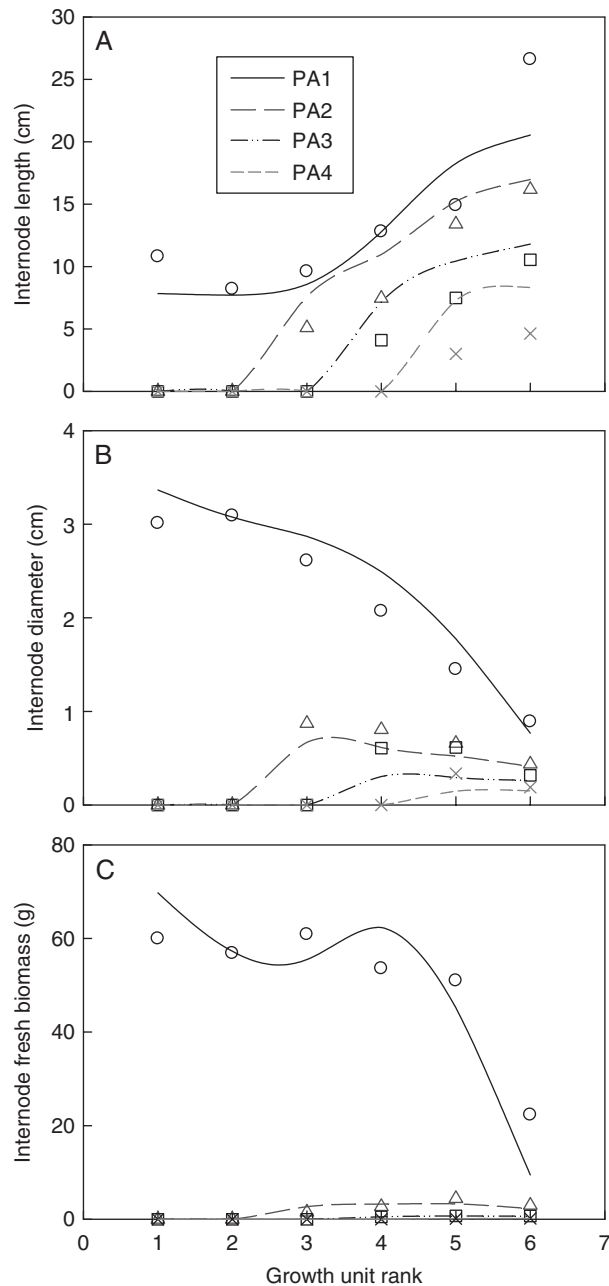 A
30
25
20
15
10
5
0
Internode length (cm)
PA1
PA2
PA3
PA4
B
4
3
2
1
0
Internode diameter (cm)
C
80
60
40
20
0
Internode fresh biomass (g)
0 1 2 3 4 5 6 7
Growth unit rank